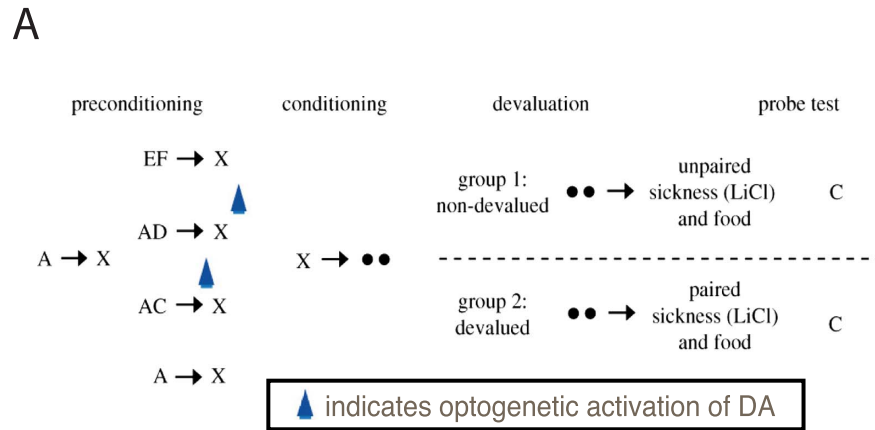 A
preconditioning conditioning devaluation probe test
EF → X
AD → X
A → X
AC → X
A → X
X → ●●
group 1:
non-devalued
●● →
unpaired
sickness (LiCl)
and food
C
group 2:
devalued
●● →
paired
sickness (LiCl)
and food
C
indicates optogenetic activation of DA